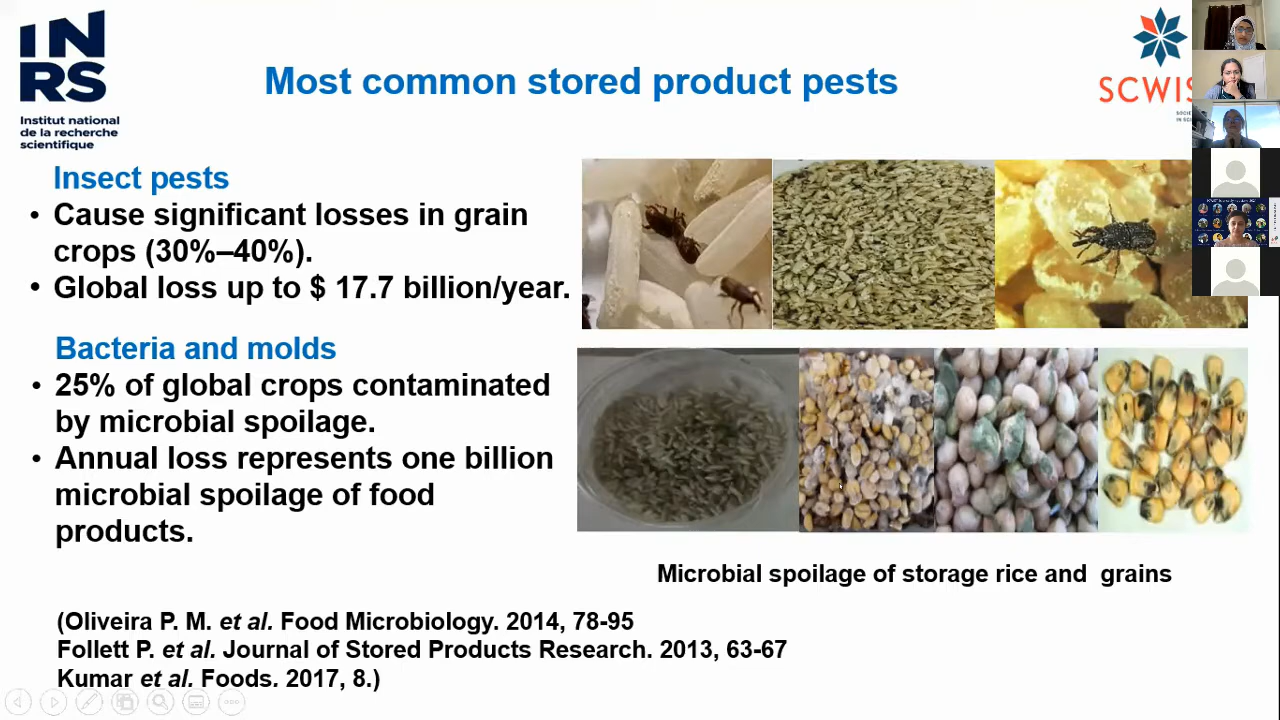 INRS
Institut national
de la recherche
scientifique
Most common stored product pests
SCWIS
Insect pests
• Cause significant losses in grain
crops (30%–40%).
• Global loss up to $ 17.7 billion/year.
Bacteria and molds
• 25% of global crops contaminated
by microbial spoilage.
• Annual loss represents one billion
microbial spoilage of food
products.
Microbial spoilage of storage rice and grains
(Oliveira P. M. et al. Food Microbiology. 2014, 78-95
Follett P. et al. Journal of Stored Products Research. 2013, 63-67
Kumar et al. Foods. 2017, 8.)